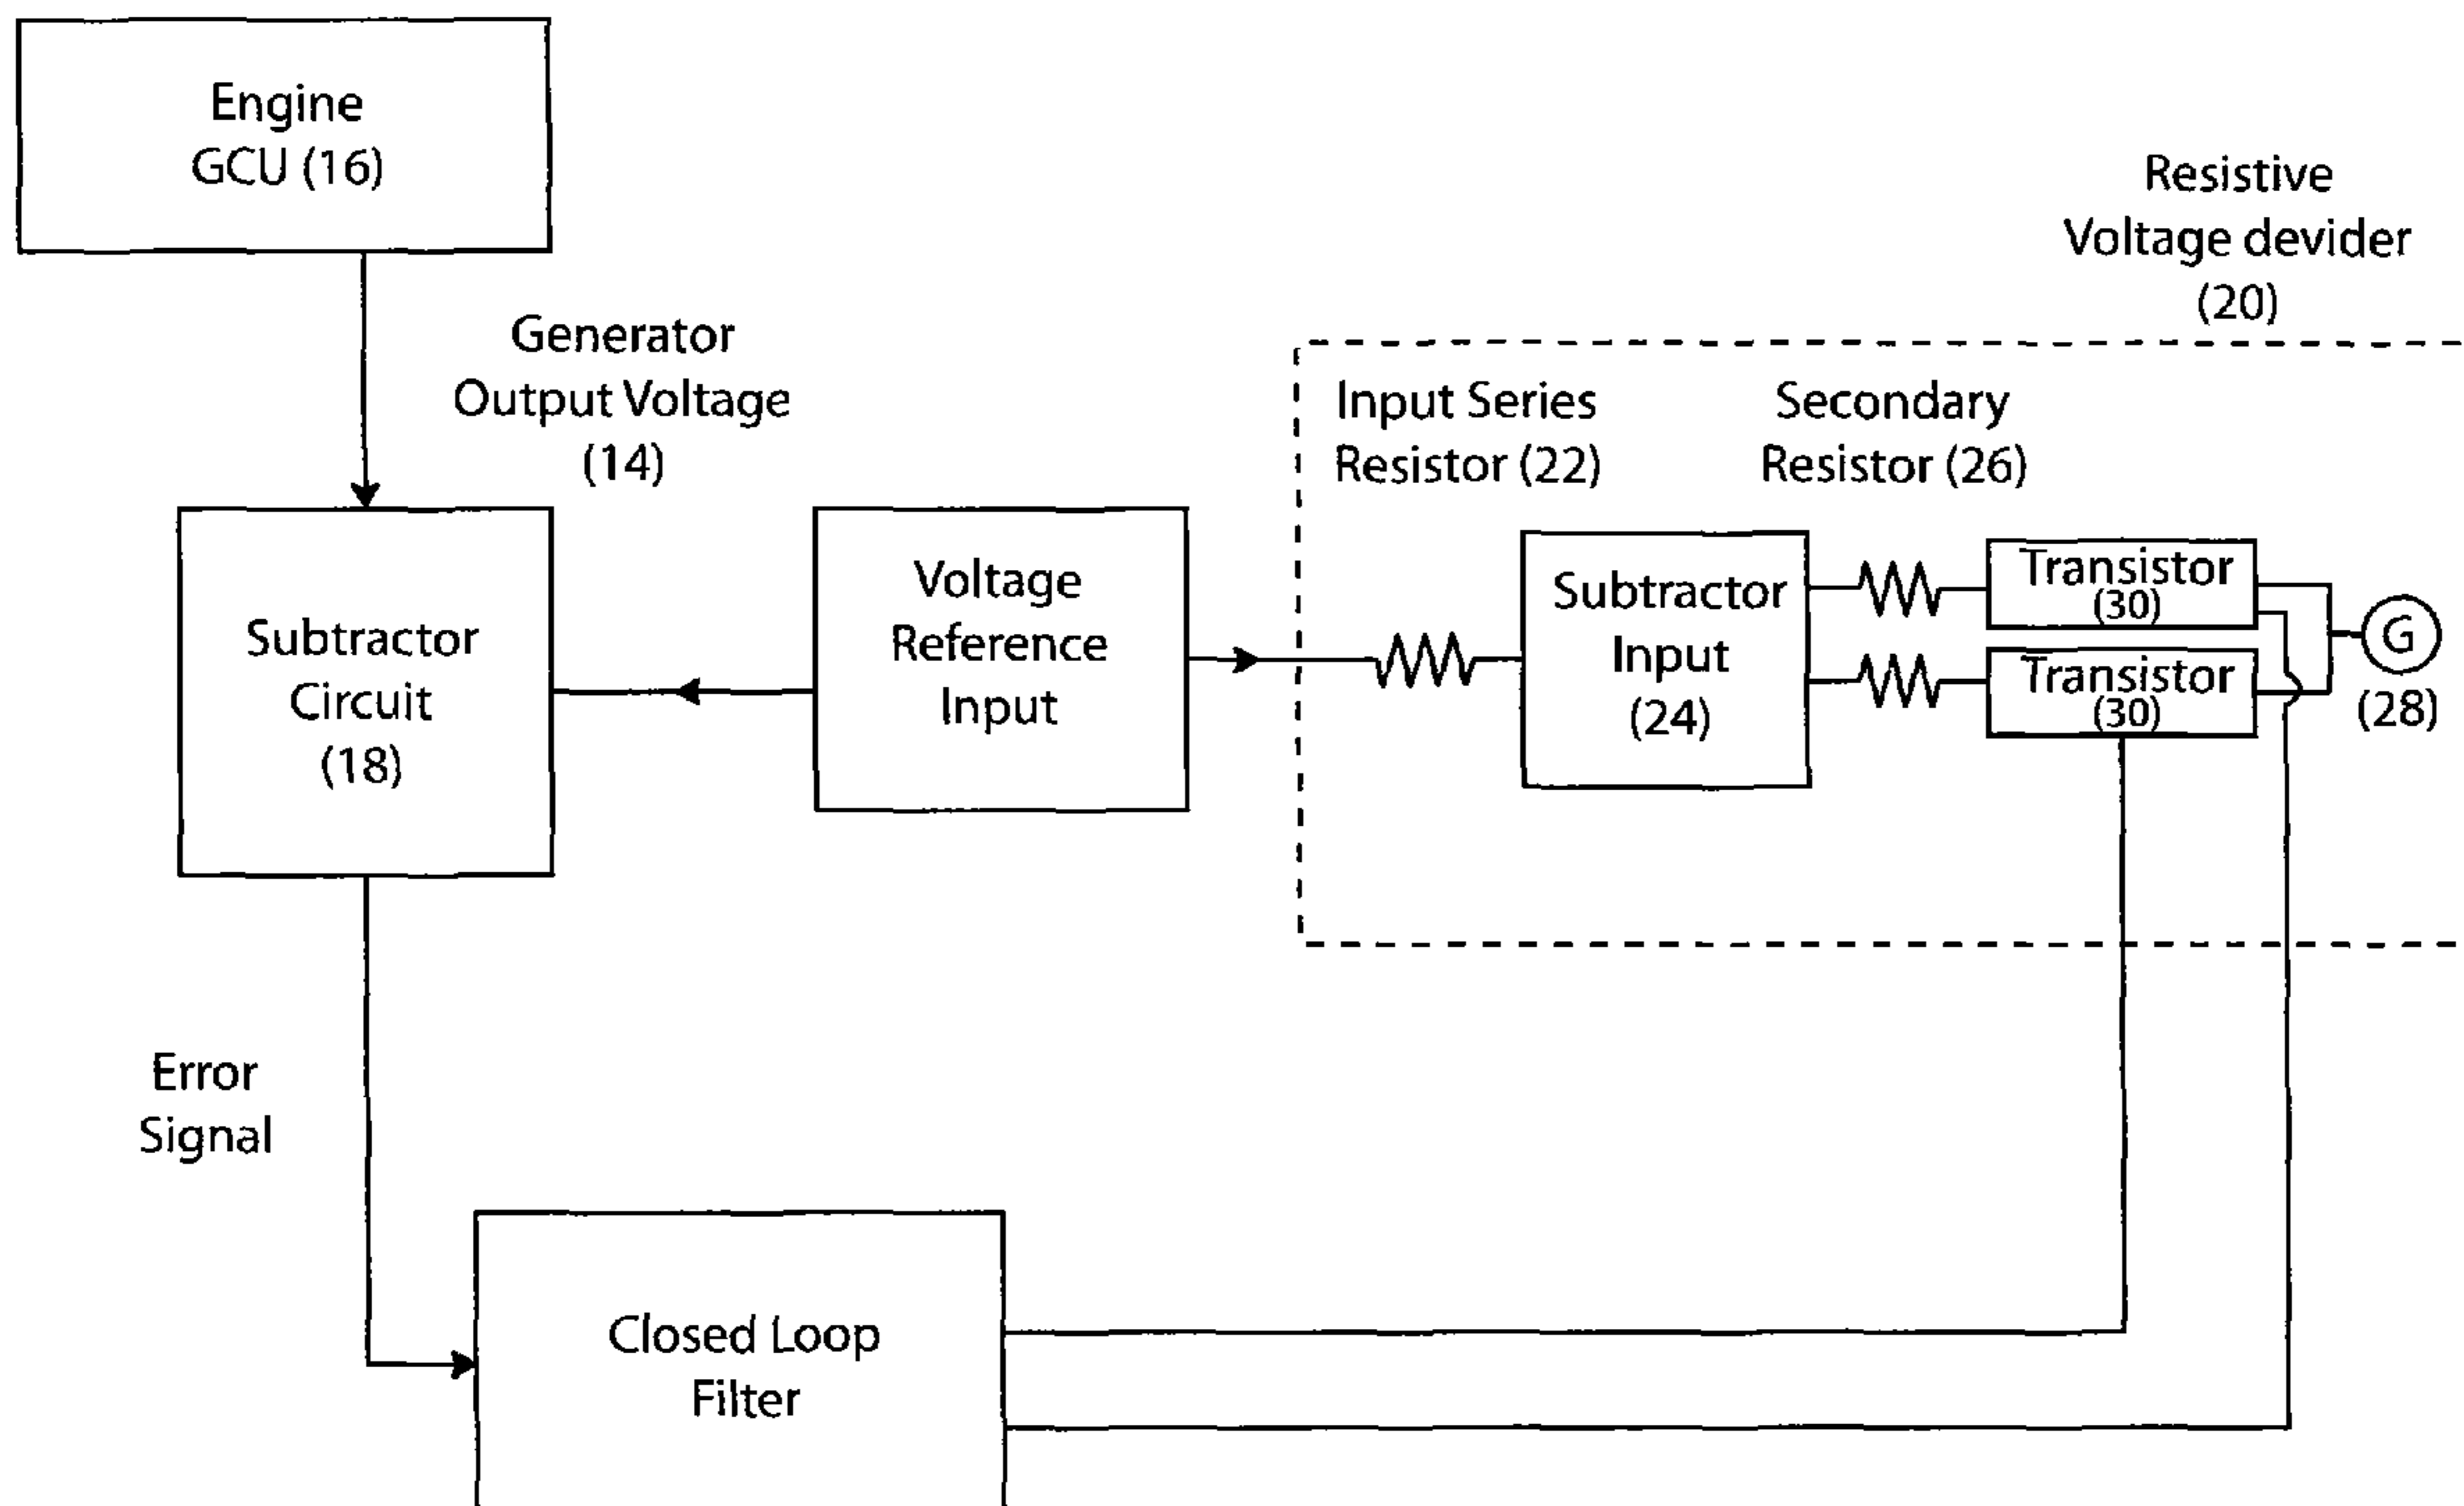 Engine
GCU (16)
Resistive
Voltage devider
(20)
Generator
Output Voltage
(14)
Input Series
Resistor (22)
Secondary
Resistor (26)
Subtractor
Circuit
(18)
Voltage
Reference
Input
Subtractor
Input
(24)
Transistor
(30)
Transistor
(30)
G
(28)
Error
Signal
Closed Loop
Filter